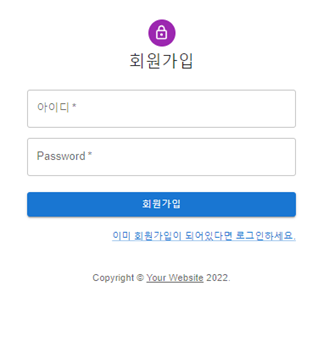 회원가입
아이디 *
Password *
회원가입
이미 회원가입이 되어있다면 로그인하세요.
Copyright © Your Website 2022.